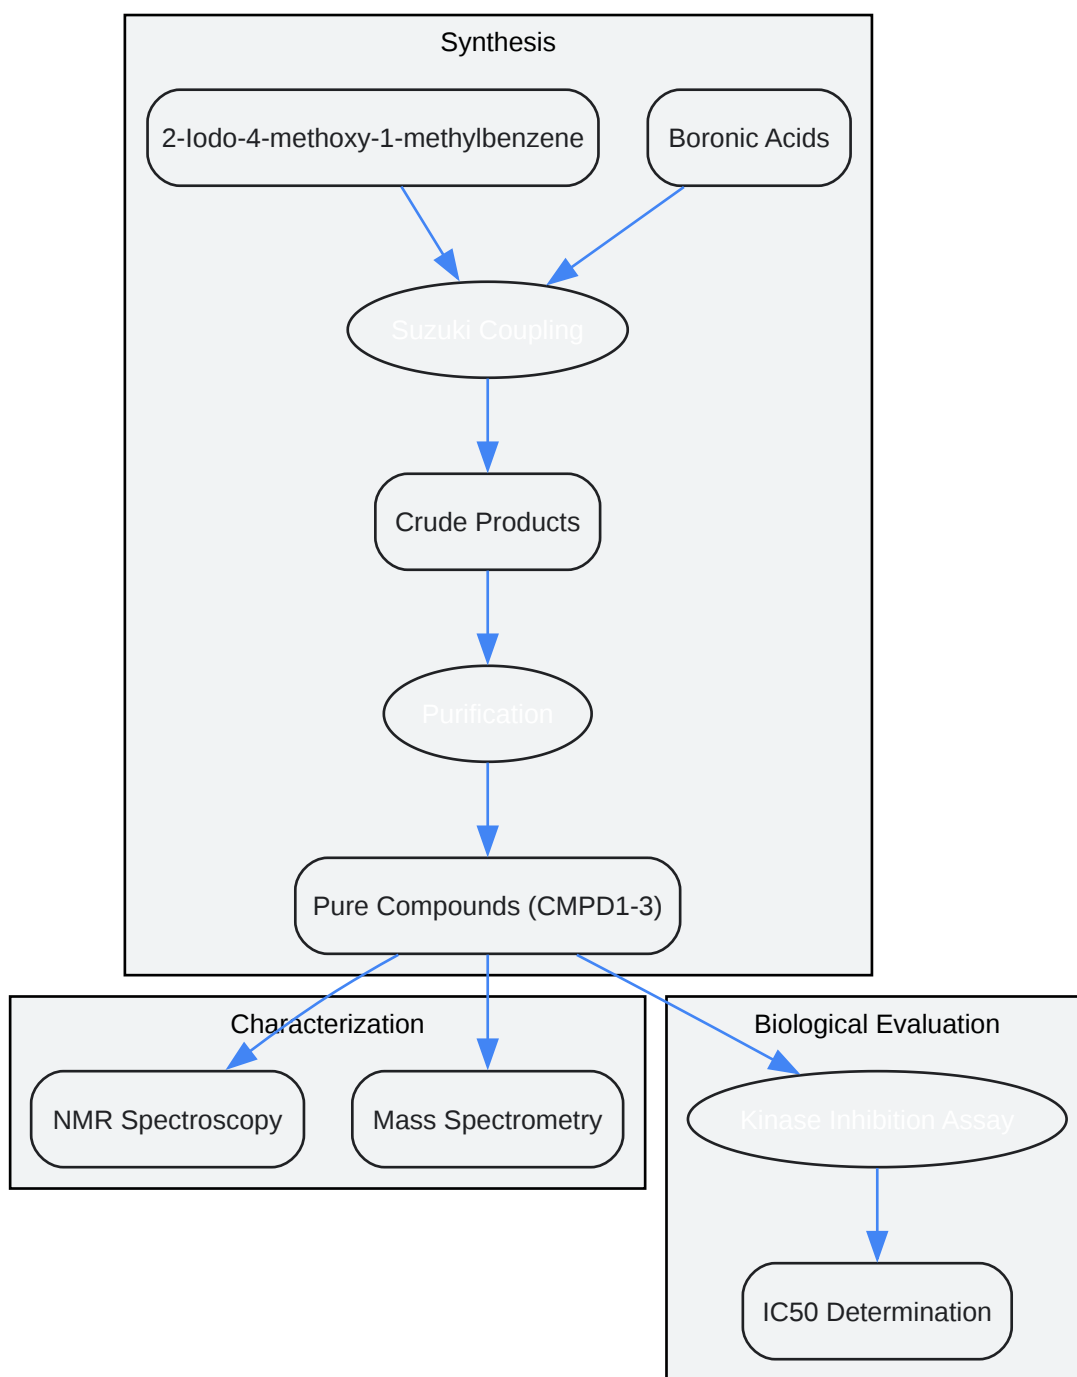 Synthesis
2-Iodo-4-methoxy-1-methylbenzene
Boronic Acids
Suzuki Coupling
Crude Products
Purification
Pure Compounds (CMPD1-3)
Characterization
Biological Evaluation
NMR Spectroscopy
Mass Spectrometry
Kinase Inhibition Assay
IC50 Determination